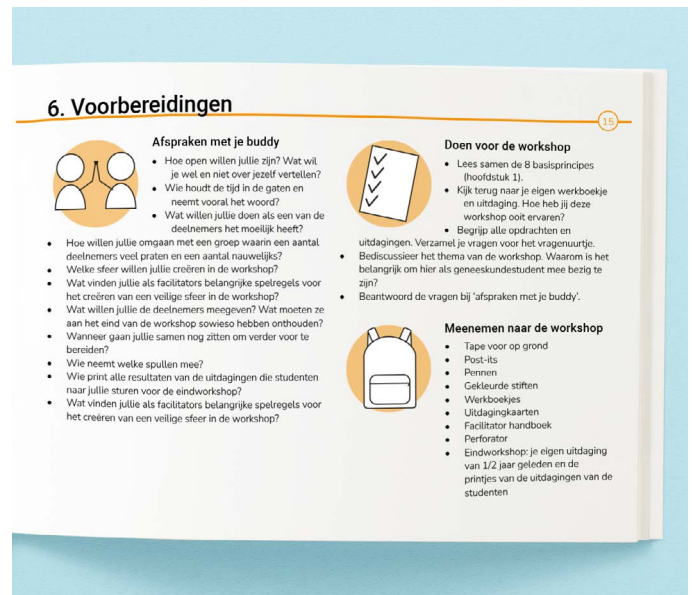 6. Voorbereidingen
15
Afspraken met je buddy
• Hoe open willen jullie zijn? Wat wil
je wel en niet over jezelf vertellen?
• Wie houdt de tijd in de gaten en
neemt vooral het woord?
• Wat willen jullie doen als een van de
deelnemers het moeilijk heeft?
• Hoe willen jullie omgaan met een groep waarin een aantal
deelnemers veel praten en een aantal nauwelijks?
• Welke sfeer willen jullie creëren in de workshop?
• Wat vinden jullie als facilitators belangrijke spelregels voor
het creëren van een veilige sfeer in de workshop?
• Wat willen jullie de deelnemers meegeven? Wat moeten ze
aan het eind van de workshop sowieso hebben onthouden?
• Wanneer gaan jullie samen nog zitten om verder voor te
bereiden?
• Wie neemt welke spullen mee?
• Wie print alle resultaten van de uitdagingen die studenten
naar jullie sturen voor de eindworkshop?
• Wat vinden jullie als facilitators belangrijke spelregels voor
het creëren van een veilige sfeer in de workshop?
Doen voor de workshop
• Lees samen de 8 basisprincipes
(hoofdstuk 1).
• Kijk terug naar je eigen werkboekje
en uitdaging. Hoe heb jij deze
workshop ooit ervaren?
• Begrijp alle opdrachten en
uitdagingen. Verzamel je vragen voor het vragenuurtje.
• Bediscussieer het thema van de workshop. Waarom is het
belangrijk om hier als geneeskundestudent mee bezig te
zijn?
• Beantwoord de vragen bij 'afspraken met je buddy'.
Meenemen naar de workshop
• Tape voor op grond
• Post-its
• Pennen
• Gekleurde stiften
• Werkboekjes
• Uitdagingkaarten
• Facilitator handboek
• Perforator
• Eindworkshop: je eigen uitdaging
van 1/2 jaar geleden en de
printjes van de uitdagingen van de
studenten